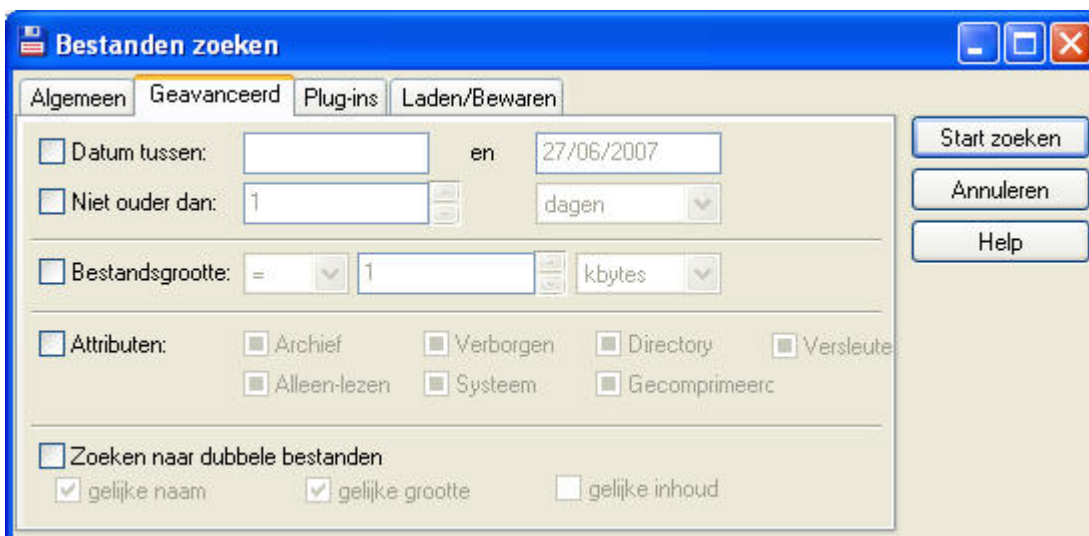 Bestanden zoeken
Algemeen Geavanceerd Plug-ins Laden/Bewaren
Datum tussen: en 27/06/2007
Start zoeken
Niet ouder dan: 1 dagen
Annuleren
Help
Bestandsgrootte: = 1 kbytes
Attributen: Archief Verborgen Directory Versleute
Alleen-lezen Systeem Gecomprimeerc
Zoeken naar dubbele bestanden
gelijke naam gelijke grootte gelijke inhoud